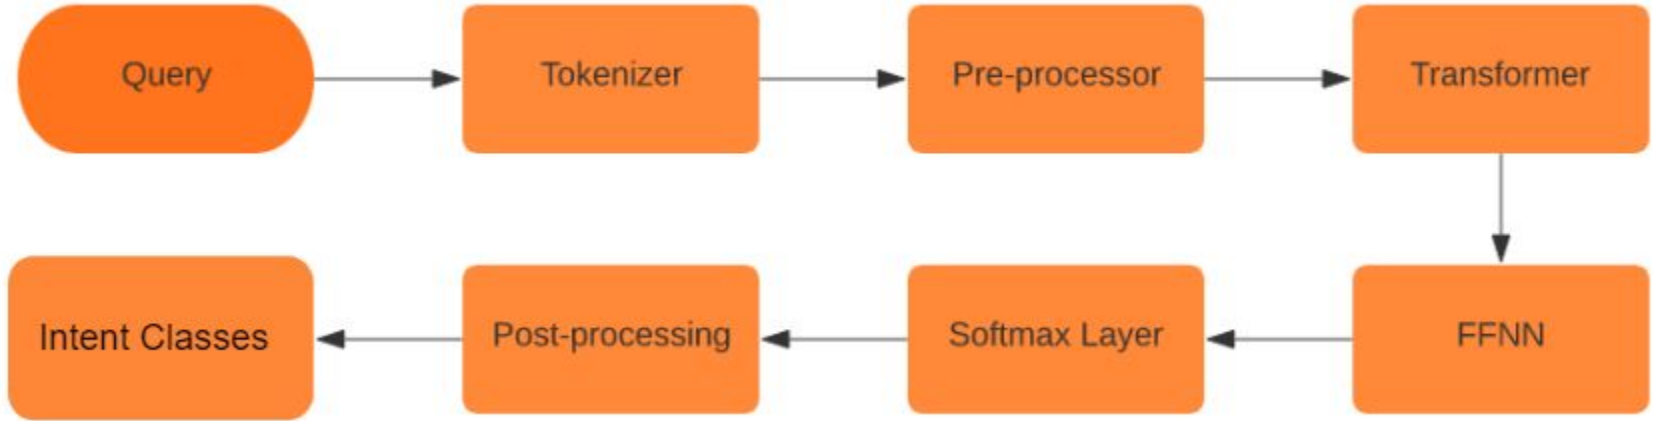 Query
Tokenizer
Pre-processor
Transformer
FFNN
Softmax Layer
Post-processing
Intent Classes